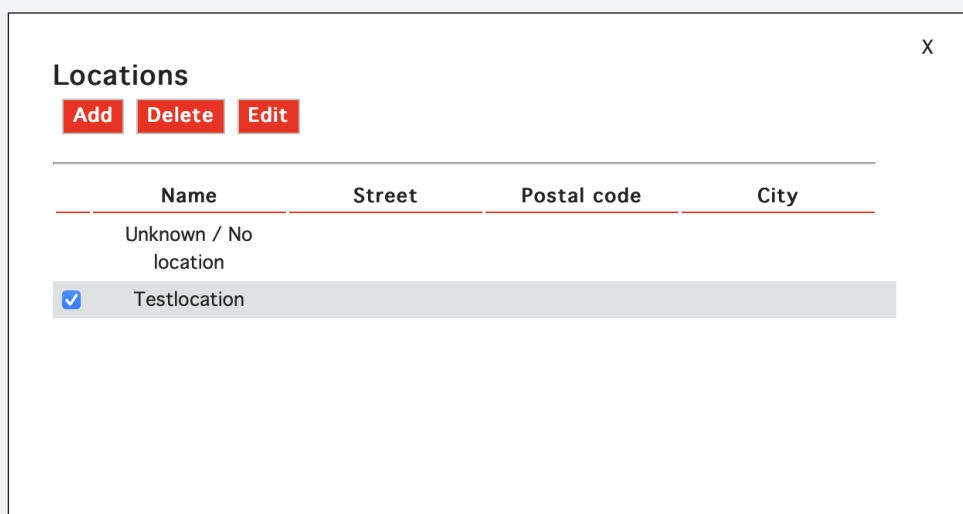 X
Locations
Add Delete Edit
Name Street Postal code City
Unknown / No
location
Testlocation